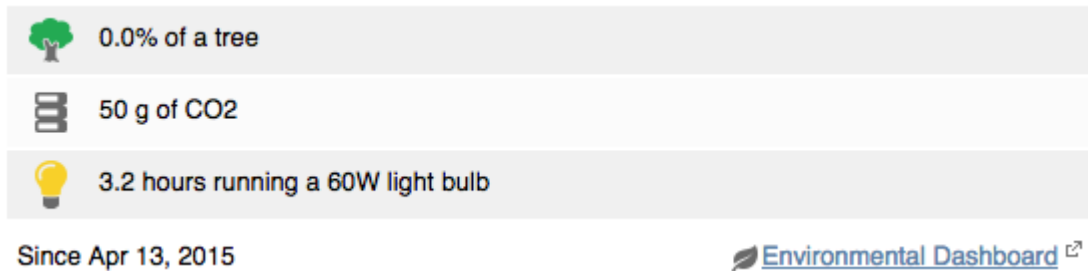 0.0% of a tree
50 g of CO2
3.2 hours running a 60W light bulb
Since Apr 13, 2015 Environmental Dashboard